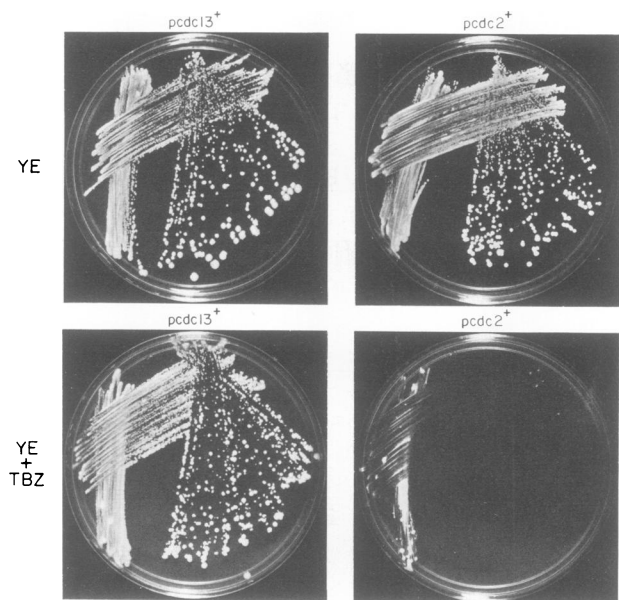 pcdc13+
pcdc2+
YE
pcdc13+
pcdc2+
YE
+
TBZ